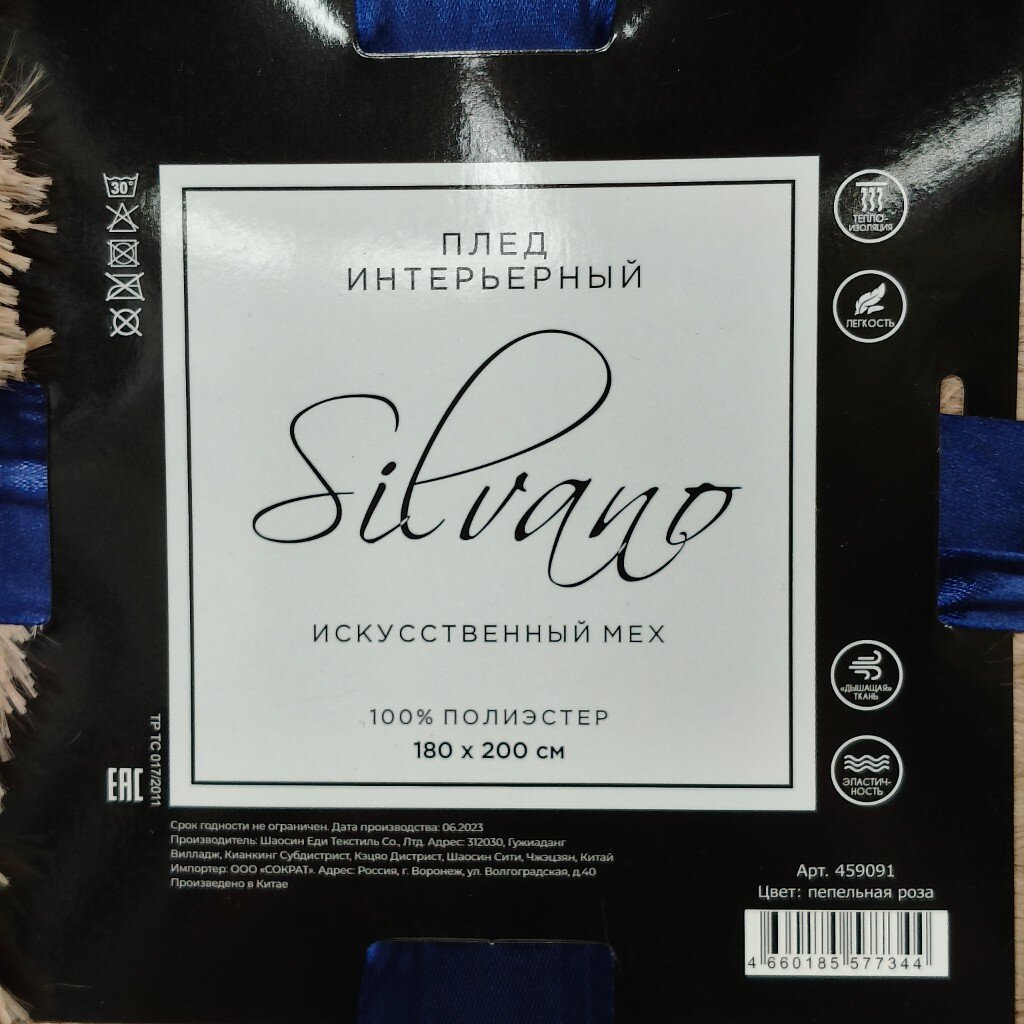 30°
ПЛЕД
ИНТЕРЬЕРНЫЙ
Silvano
ИСКУССТВЕННЫЙ МЕХ
100% ПОЛИЭСТЕР
180 х 200 см
ТЕПЛО-
ИЗОЛЯЦИЯ
ЛЕГКОСТЬ
«ДЫШАЩАЯ»
ТКАНЬ
ЭЛАСТИЧ-
НОСТЬ
EAC
ТР ТС 017/2011
Срок годности не ограничен. Дата производства: 06.2023
Производитель: Шаосин Еди Текстиль Со., Лтд. Адрес: 312030, Гужиаданг
Вилладж, Кианкинг Субдистрист, Кэцяо Дистрист, Шаосин Сити, Чжэцзян, Китай
Импортер: ООО «СОКРАТ». Адрес: Россия, г. Воронеж, ул. Волгоградская, д.40
Произведено в Китае
Арт. 459091
Цвет: пепельная роза
4 660185 577344